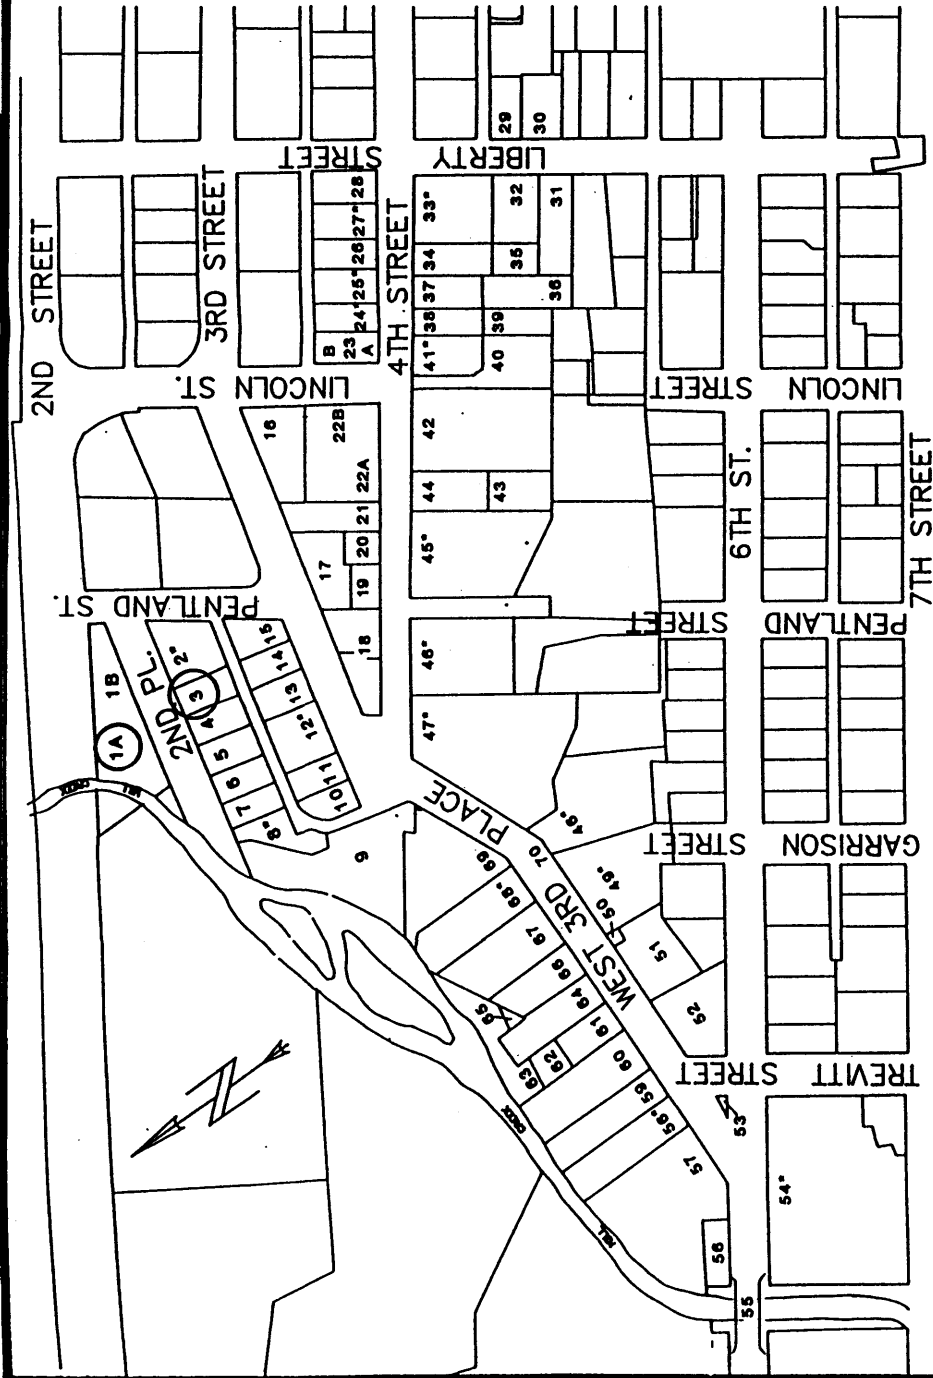 29
30
LIBERTY STREET
2ND STREET
3RD STREET
4TH STREET
28
27*
26
25*
24*
23
B
A
33*
32
31
34
35
37
36
38
39
41*
40
LINCOLN ST.
LINCOLN STREET
16
22B
22A
42
44
43
21
20
17
19
18
45*
6TH ST.
7TH STREET
PENTLAND ST.
PENTLAND STREET
1B
1A
2ND PL.
2*
3
4
5
6
7
8*
15
14
13
12*
11
10
9
46*
47*
MILL CREEK
WEST 3RD PLACE
GARRISON STREET
48*
49*
50
51
52
70
69
68*
67
66
65
64
63
62
61
60
59
58*
57
TREVITT STREET
53
54*
MILL CREEK
56
55
N